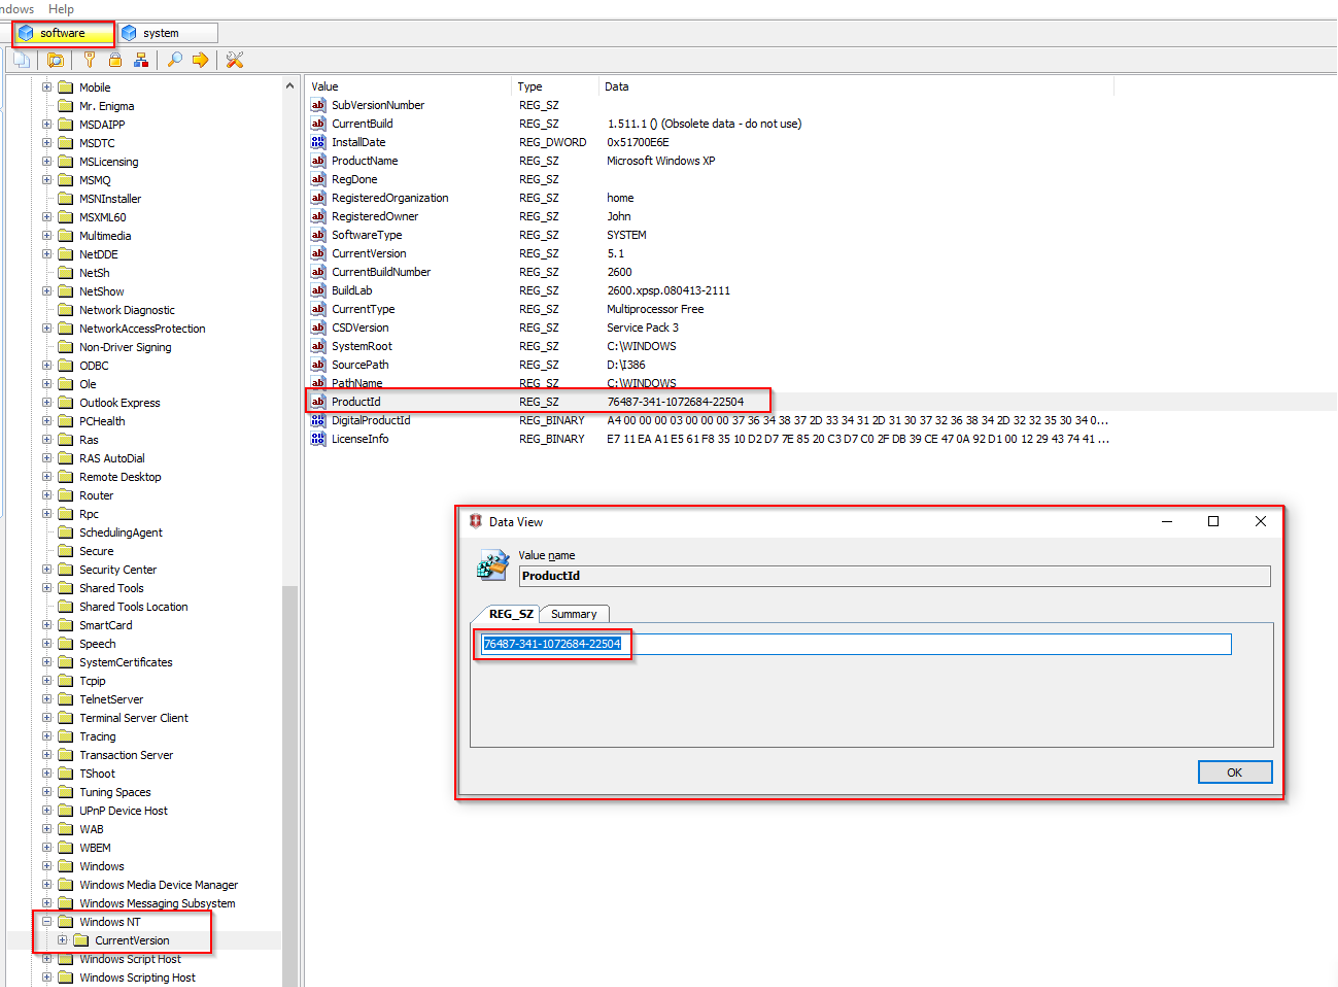 ndows Help
software system
Mobile
Mr. Enigma
MSDAIPP
MSDTC
MSLicensing
MSMQ
MSNInstaller
MSXML60
Multimedia
NetDDE
NetSh
NetShow
Network Diagnostic
NetworkAccessProtection
Non-Driver Signing
ODBC
Ole
Outlook Express
PCHealth
Ras
RAS AutoDial
Remote Desktop
Router
Rpc
SchedulingAgent
Secure
Security Center
Shared Tools
Shared Tools Location
SmartCard
Speech
SystemCertificates
Tcpip
TelnetServer
Terminal Server Client
Tracing
Transaction Server
TShoot
Tuning Spaces
UPnP Device Host
WAB
WBEM
Windows
Windows Media Device Manager
Windows Messaging Subsystem
Windows NT
CurrentVersion
Windows Script Host
Windows Scripting Host
Value Type Data
SubVersionNumber REG_SZ
CurrentBuild REG_SZ 1.511.1 () (Obsolete data - do not use)
InstallDate REG_DWORD 0x51700E6E
ProductName REG_SZ Microsoft Windows XP
RegDone REG_SZ
RegisteredOrganization REG_SZ home
RegisteredOwner REG_SZ John
SoftwareType REG_SZ SYSTEM
CurrentVersion REG_SZ 5.1
CurrentBuildNumber REG_SZ 2600
BuildLab REG_SZ 2600.xpsp.080413-2111
CurrentType REG_SZ Multiprocessor Free
CSDVersion REG_SZ Service Pack 3
SystemRoot REG_SZ C:\WINDOWS
SourcePath REG_SZ D:\I386
PathName REG_SZ C:\WINDOWS
ProductId REG_SZ 76487-341-1072684-22504
DigitalProductId REG_BINARY A4 00 00 00 03 00 00 00 37 36 34 38 37 2D 33 34 31 2D 31 30 37 32 36 38 34 2D 32 32 35 30 34 0...
LicenseInfo REG_BINARY E7 11 EA A1 E5 61 F8 35 10 D2 D7 7E 85 20 C3 D7 C0 2F DB 39 CE 47 0A 92 D1 00 12 29 43 74 41 ...
Data View
Value name
ProductId
REG_SZ Summary
76487-341-1072684-22504
OK